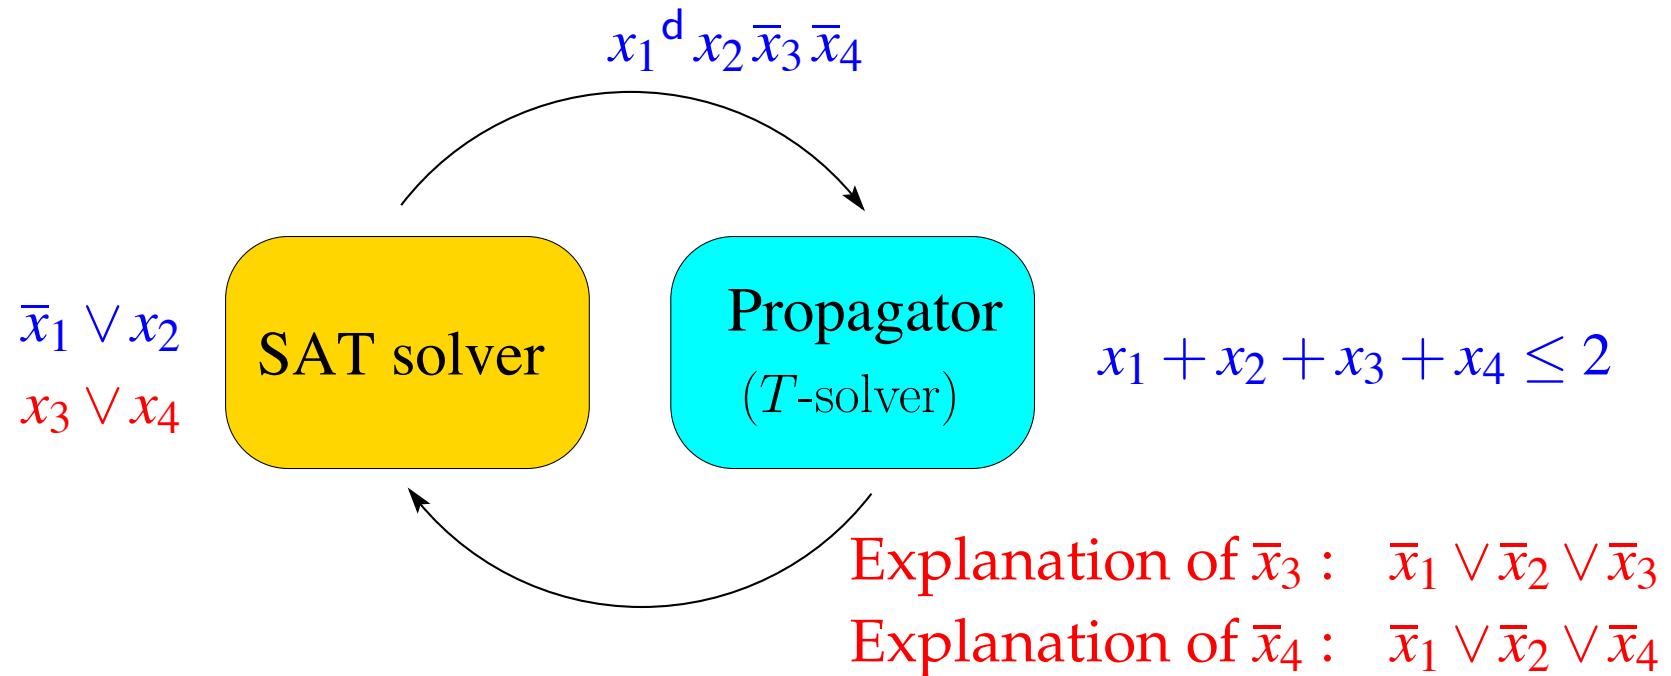 x₁ᵈ x₂ x̅₃ x̅₄
x̅₁ ∨ x₂
x₃ ∨ x₄
SAT solver
Propagator
(T-solver)
x₁ + x₂ + x₃ + x₄ ≤ 2
Explanation of x̅₃ : x̅₁ ∨ x̅₂ ∨ x̅₃
Explanation of x̅₄ : x̅₁ ∨ x̅₂ ∨ x̅₄